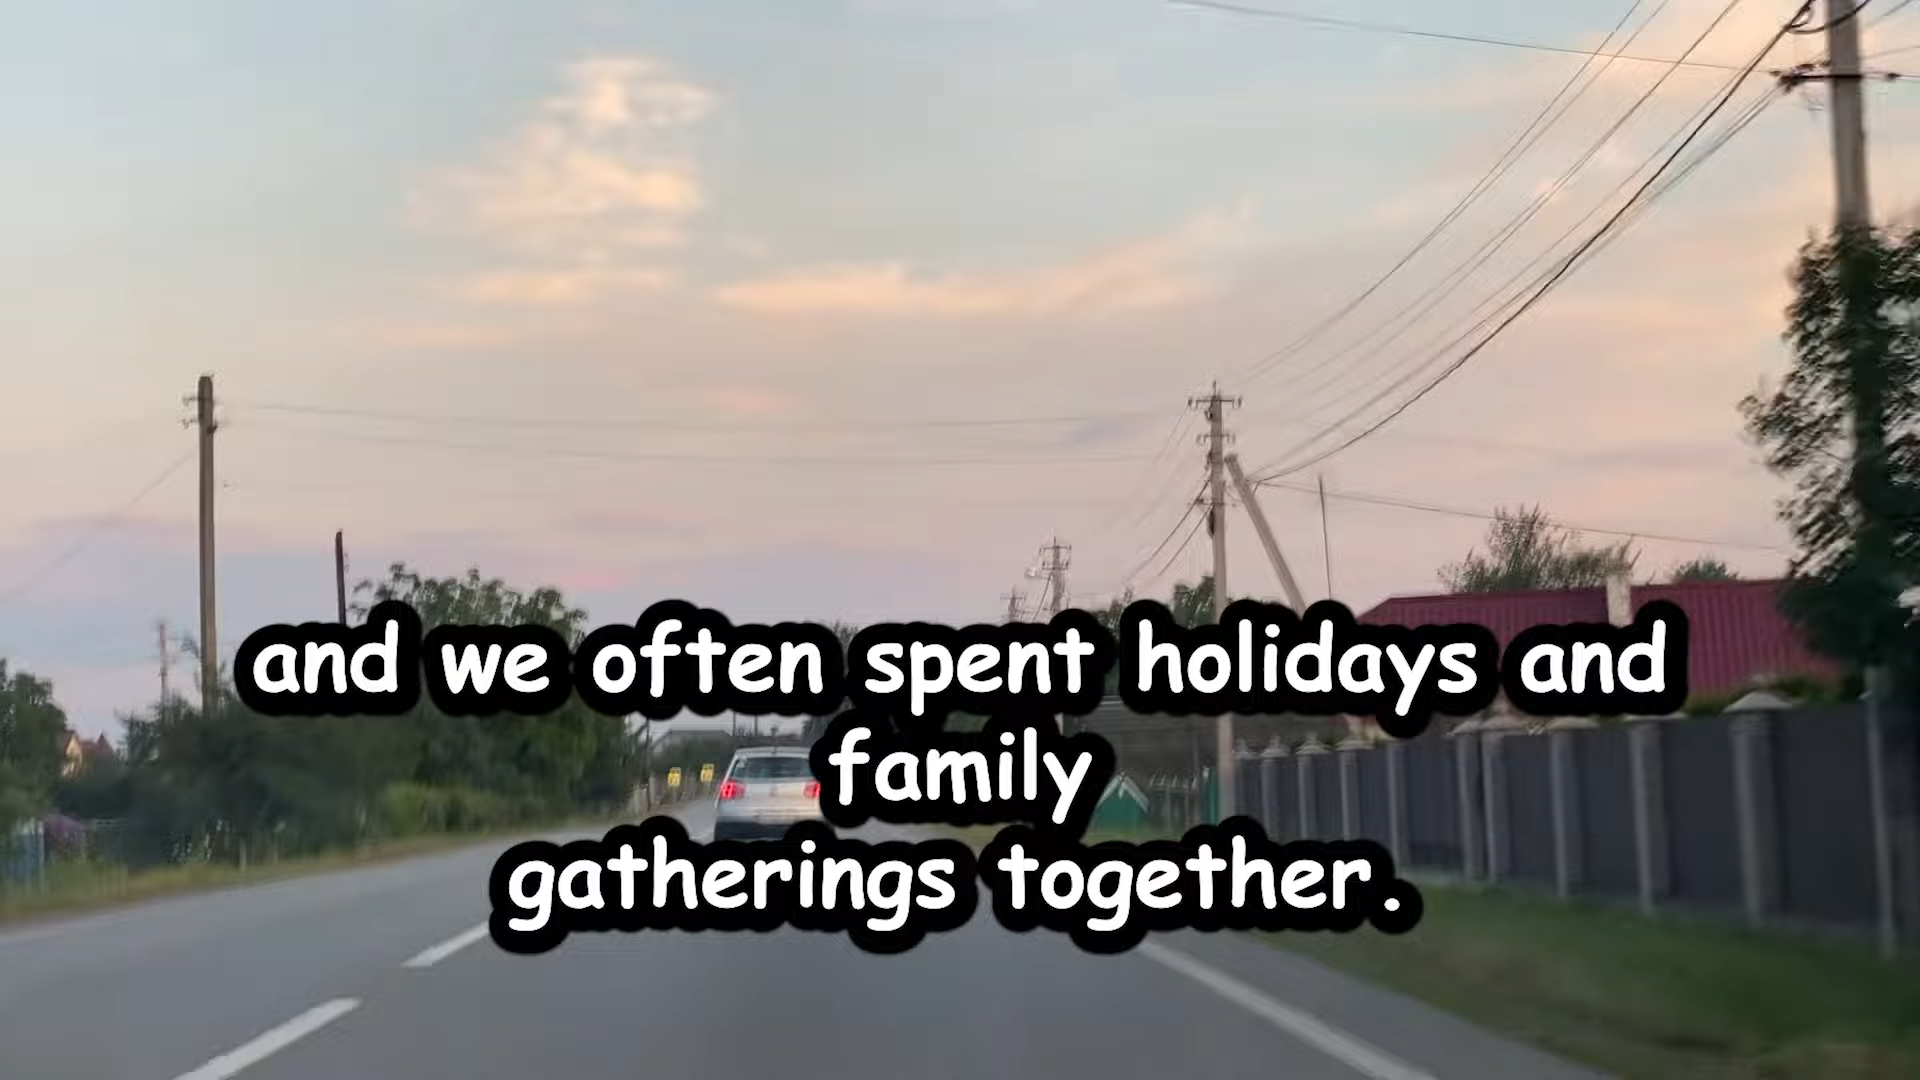 and we often spent holidays and
family
gatherings together.